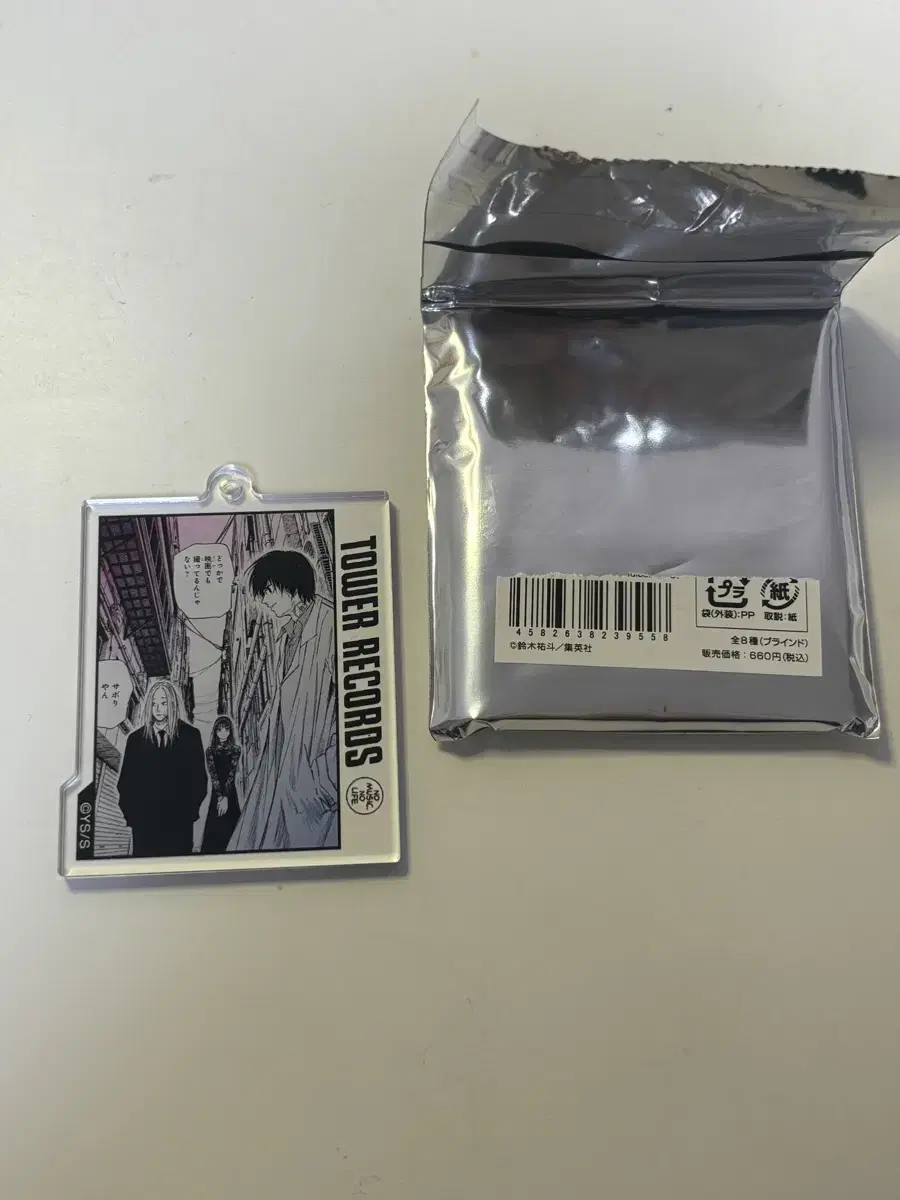 どっかで
映画でも
撮ってるんじゃ
ない?
サボり
やん
TOWER RECORDS
NO
MUSIC
NO
LIFE
©YS/S
4582638239558
©鈴木祐斗/集英社
プラ
袋(外装):PP
紙
取説:紙
全8種(ブラインド)
販売価格:660円(税込)